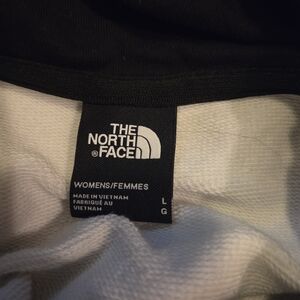 THE
NORTH
®FACE
WOMENS/FEMMES
MADE IN VIETNAM
FABRIQUÉ AU
VIETNAM
L
G